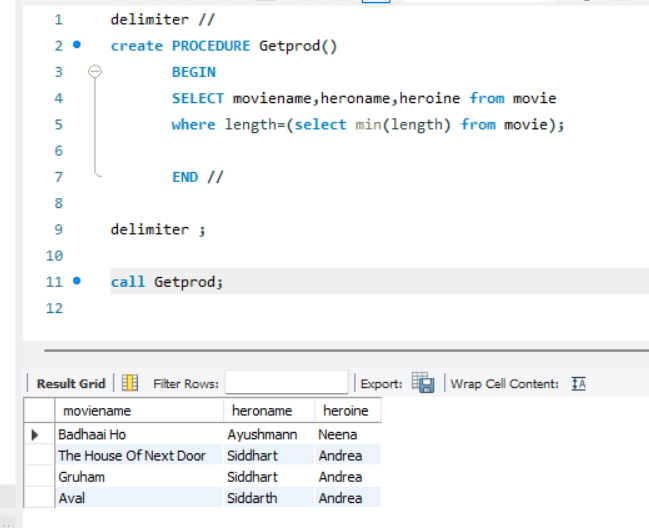 1 delimiter //
2 create PROCEDURE Getprod()
3 BEGIN
4 SELECT moviename,heroname,heroine from movie
5 where length=(select min(length) from movie);
6
7 END //
8
9 delimiter ;
10
11 call Getprod;
12
Result Grid Filter Rows: Export: Wrap Cell Content: IA
moviename heroname heroine
Badhaai Ho Ayushmann Neena
The House Of Next Door Siddhart Andrea
Gruham Siddhart Andrea
Aval Siddarth Andrea